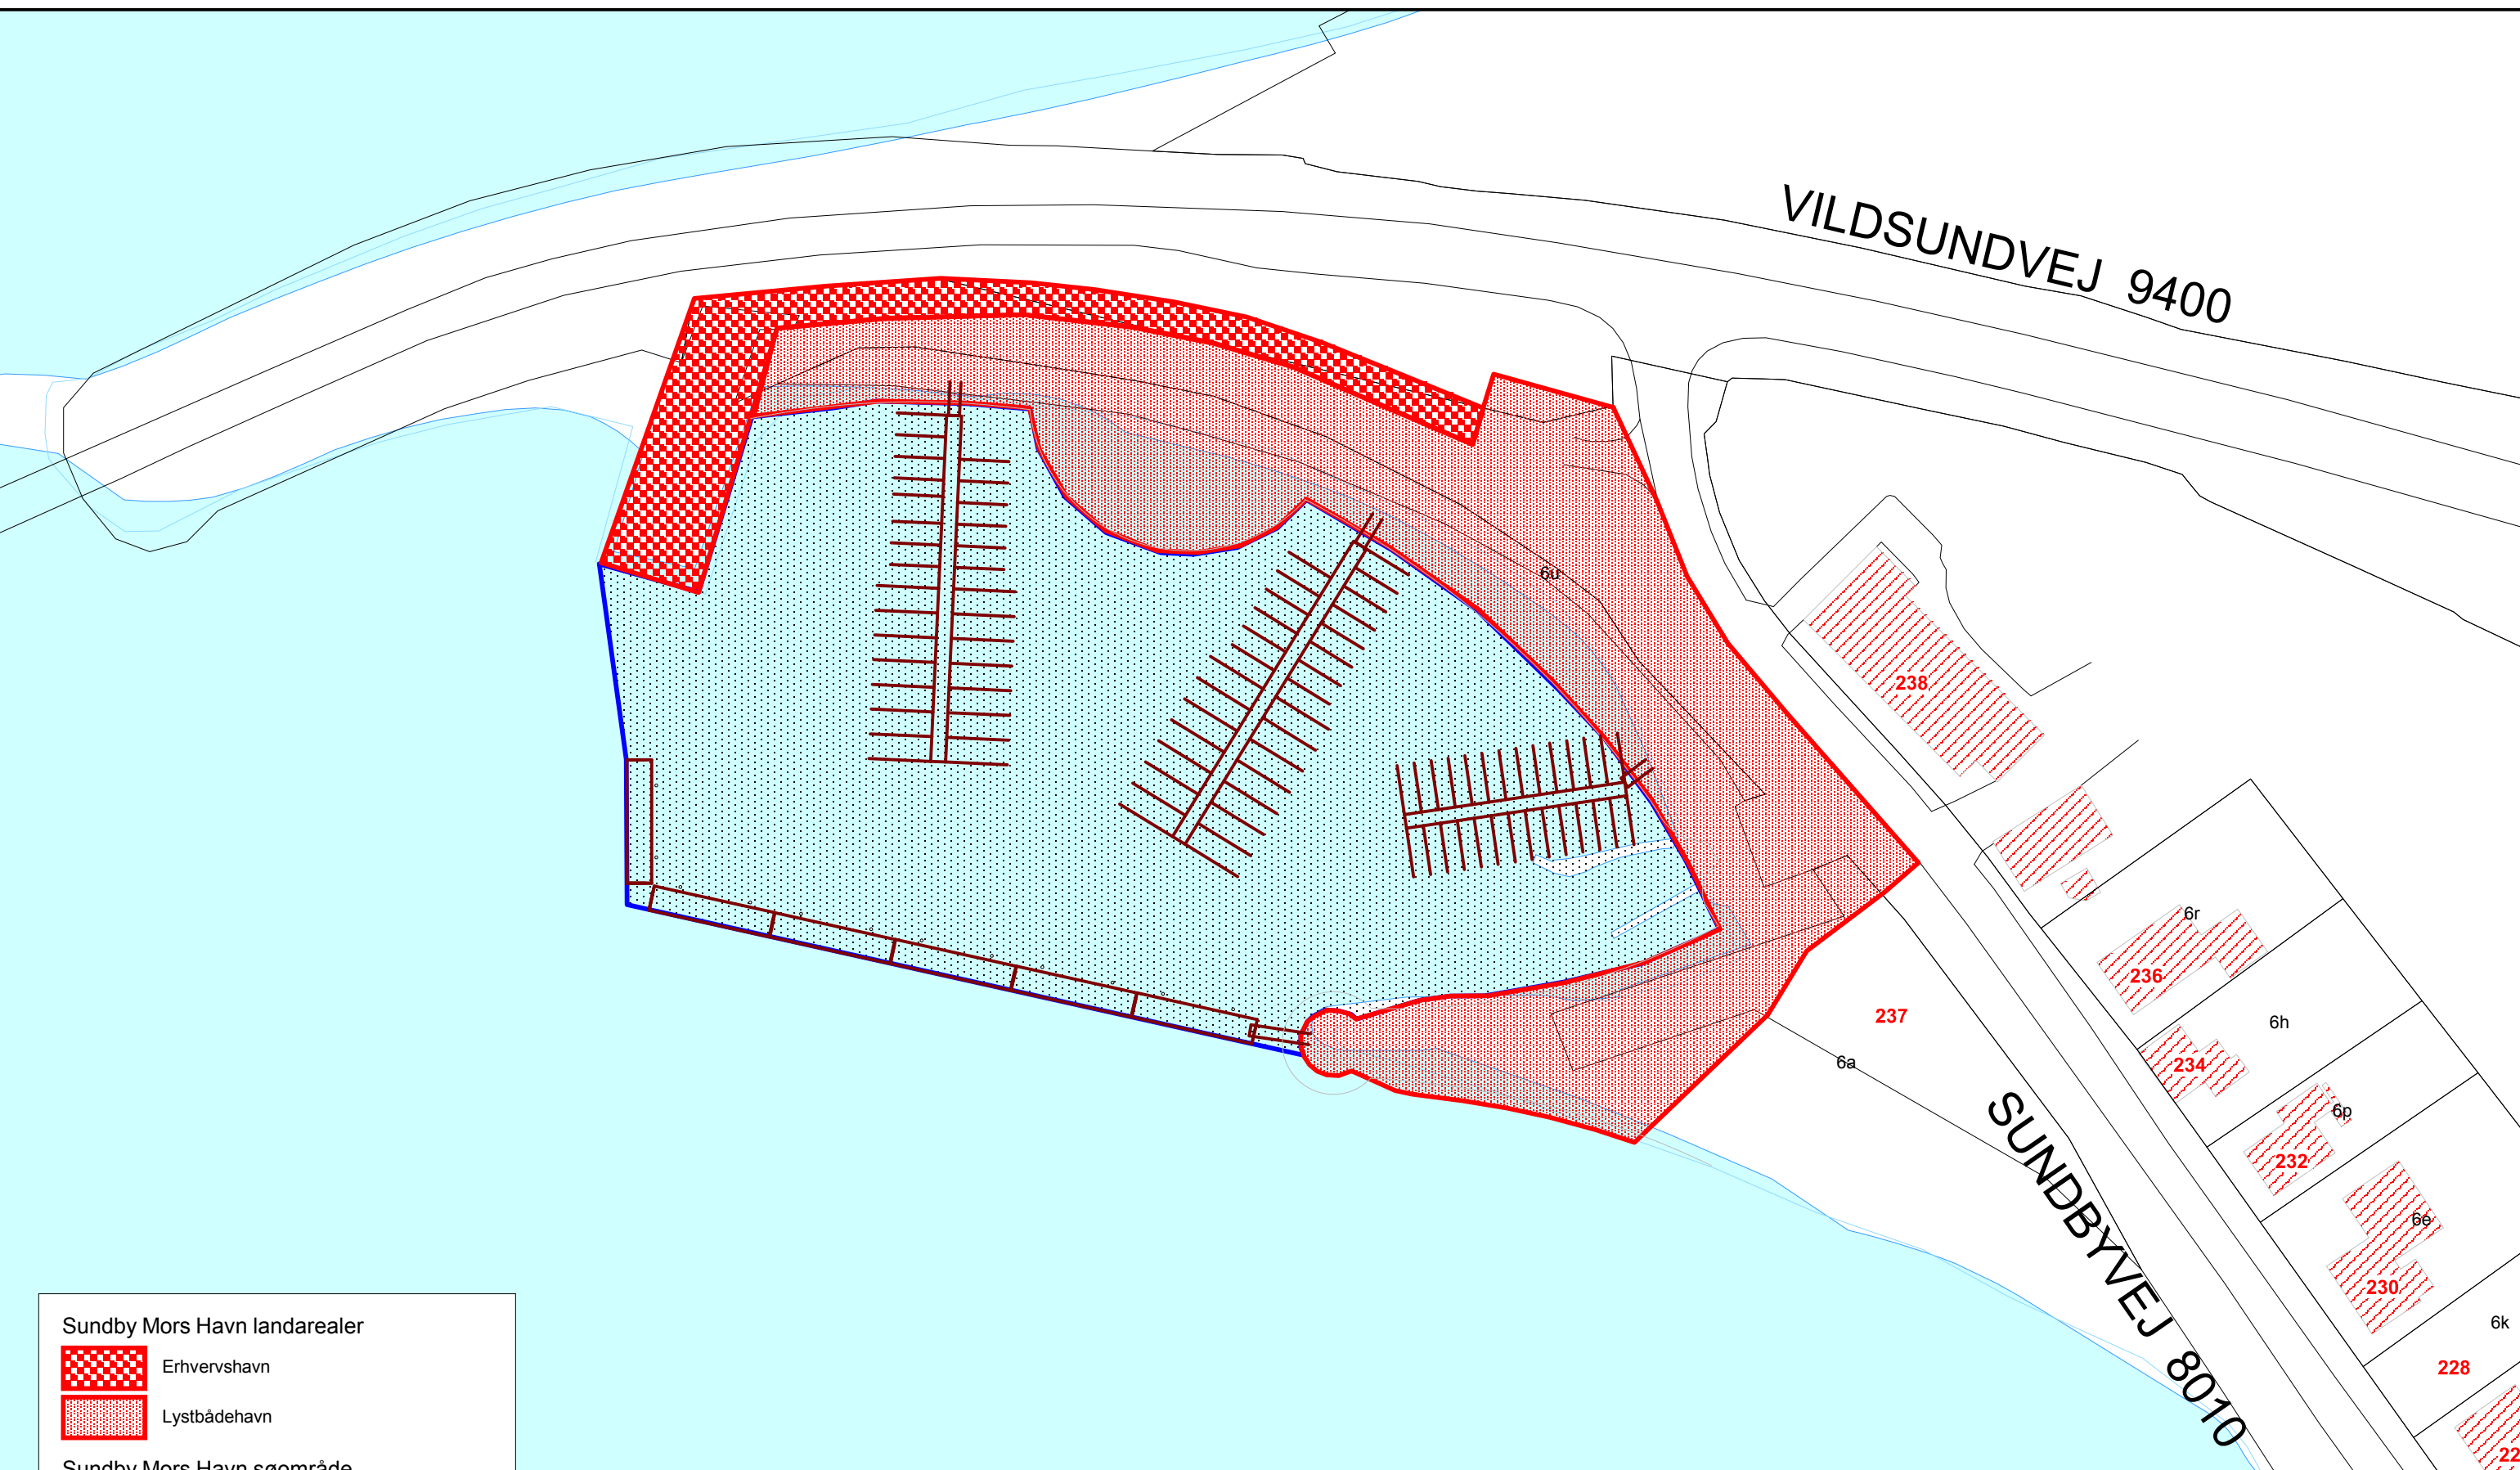 VILDSUNDVEJ 9400
6u
238
6r
236
237
6h
6a
234
6p
232
SUNDBYVEJ 8010
6e
230
6k
228
Sundby Mors Havn landarealer
Erhvervshavn
Lystbådehavn
Sundby Mors Havn søområde